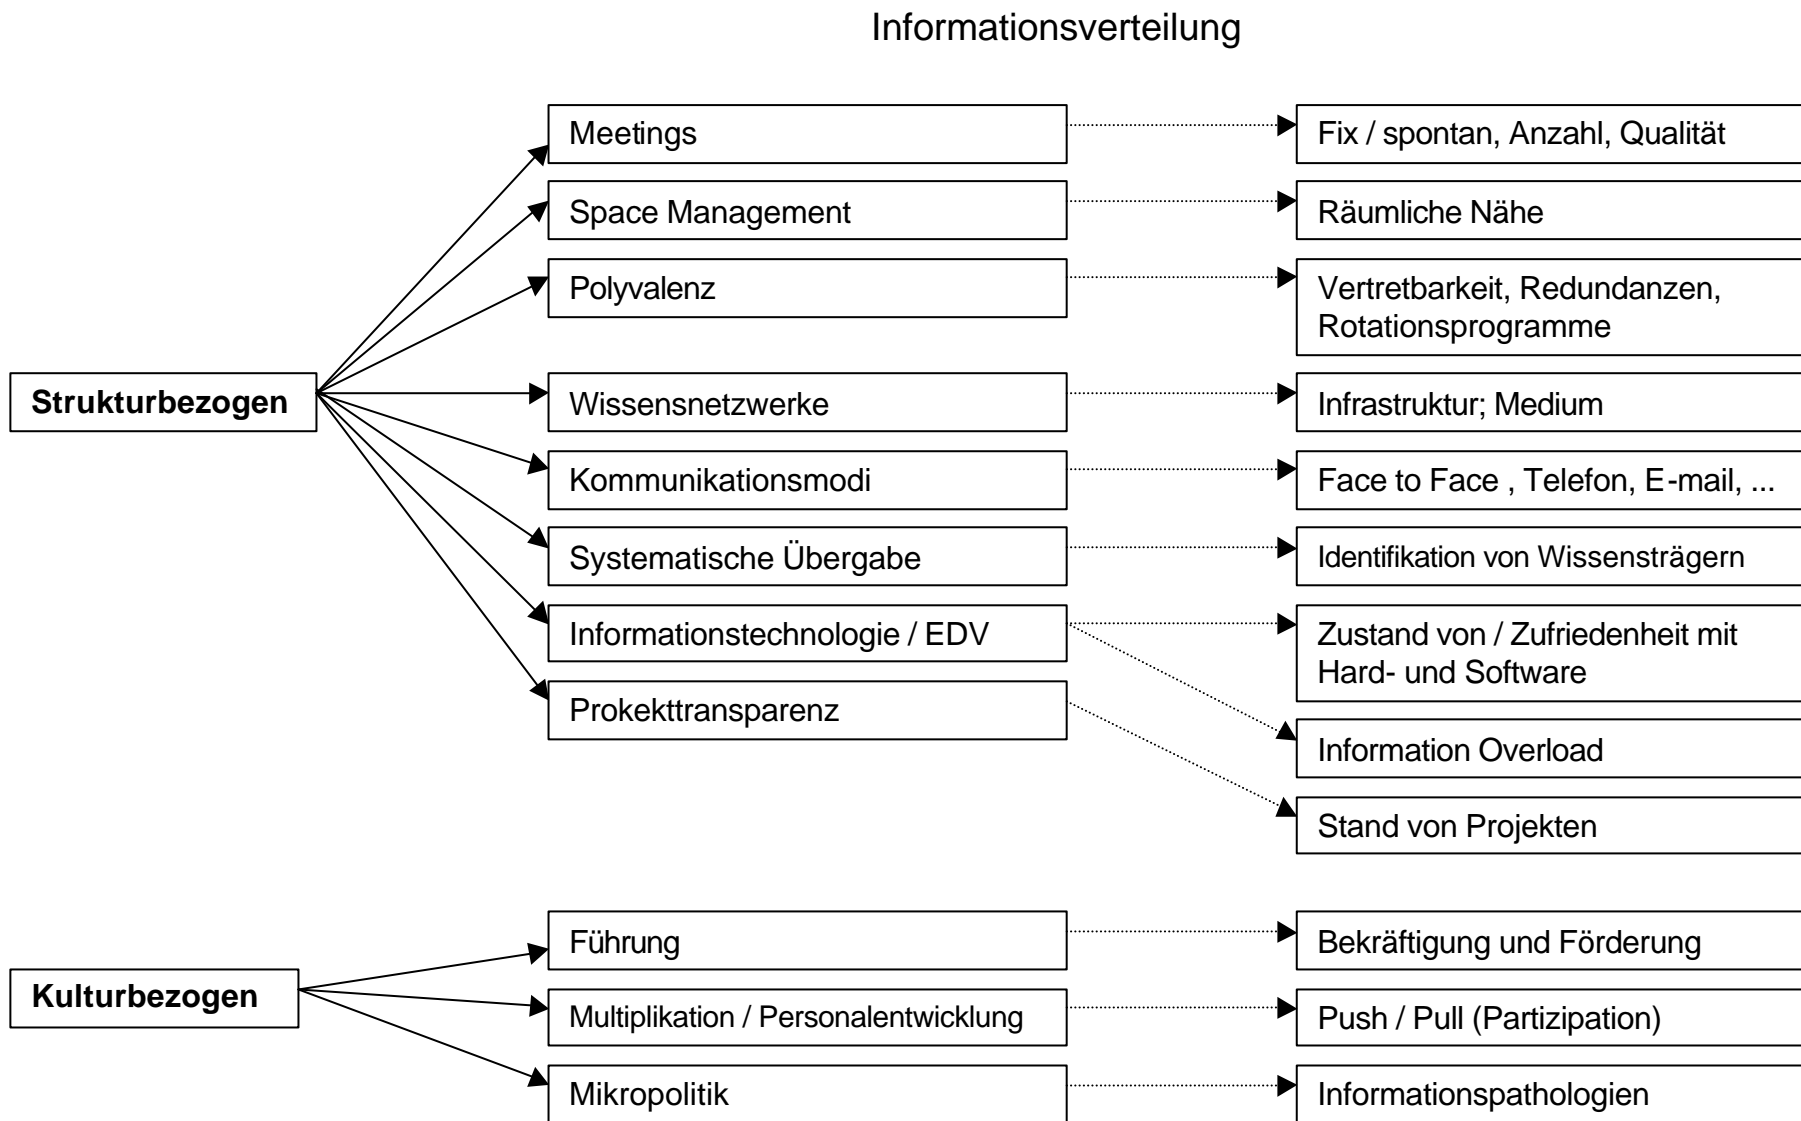 Informationsverteilung
Meetings
Fix / spontan, Anzahl, Qualität
Space Management
Räumliche Nähe
Polyvalenz
Vertretbarkeit, Redundanzen,
Rotationsprogramme
Strukturbezogen
Wissensnetzwerke
Infrastruktur; Medium
Kommunikationsmodi
Face to Face , Telefon, E-mail, ...
Systematische Übergabe
Identifikation von Wissensträgern
Informationstechnologie / EDV
Zustand von / Zufriedenheit mit
Hard- und Software
Prokekttransparenz
Information Overload
Stand von Projekten
Führung
Bekräftigung und Förderung
Kulturbezogen
Multiplikation / Personalentwicklung
Push / Pull (Partizipation)
Mikropolitik
Informationspathologien